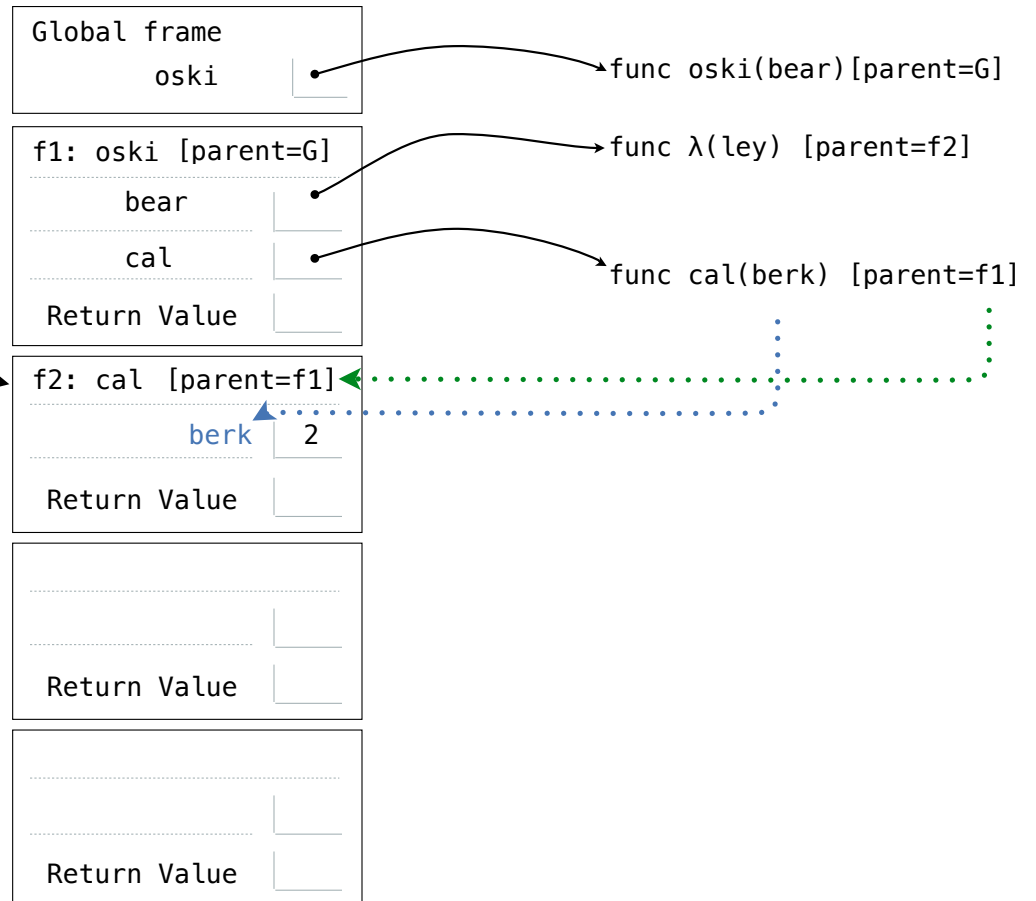 Global frame
oski
func oski(bear)[parent=G]
f1: oski [parent=G]
func λ(ley) [parent=f2]
bear
cal
func cal(berk) [parent=f1]
Return Value
f2: cal [parent=f1]
berk 2
Return Value
Return Value
Return Value